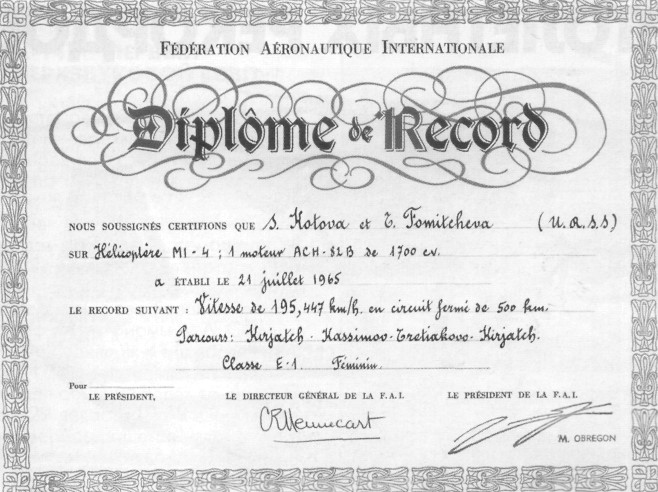 FÉDÉRATION AÉRONAUTIQUE INTERNATIONALE
Diplôme de Record
NOUS SOUSSIGNÉS CERTIFIONS QUE S. Kotova et T. Fomitcheva (U.R.S.S)
SUR Hélicoptère MI-4 ; 1 moteur ACH-82B de 1700 cv.
a ÉTABLI LE 21 juillet 1965
LE RECORD SUIVANT : Vitesse de 195,447 km/h. en circuit fermé de 500 km.
Parcours: Kirjatch - Kassimov - Tretiakovo - Kirjatch.
Classe E-1. Féminin.
Pour
LE PRÉSIDENT, LE DIRECTEUR GÉNÉRAL DE LA F.A.I. LE PRÉSIDENT DE LA F.A.I.
M. OBREGON